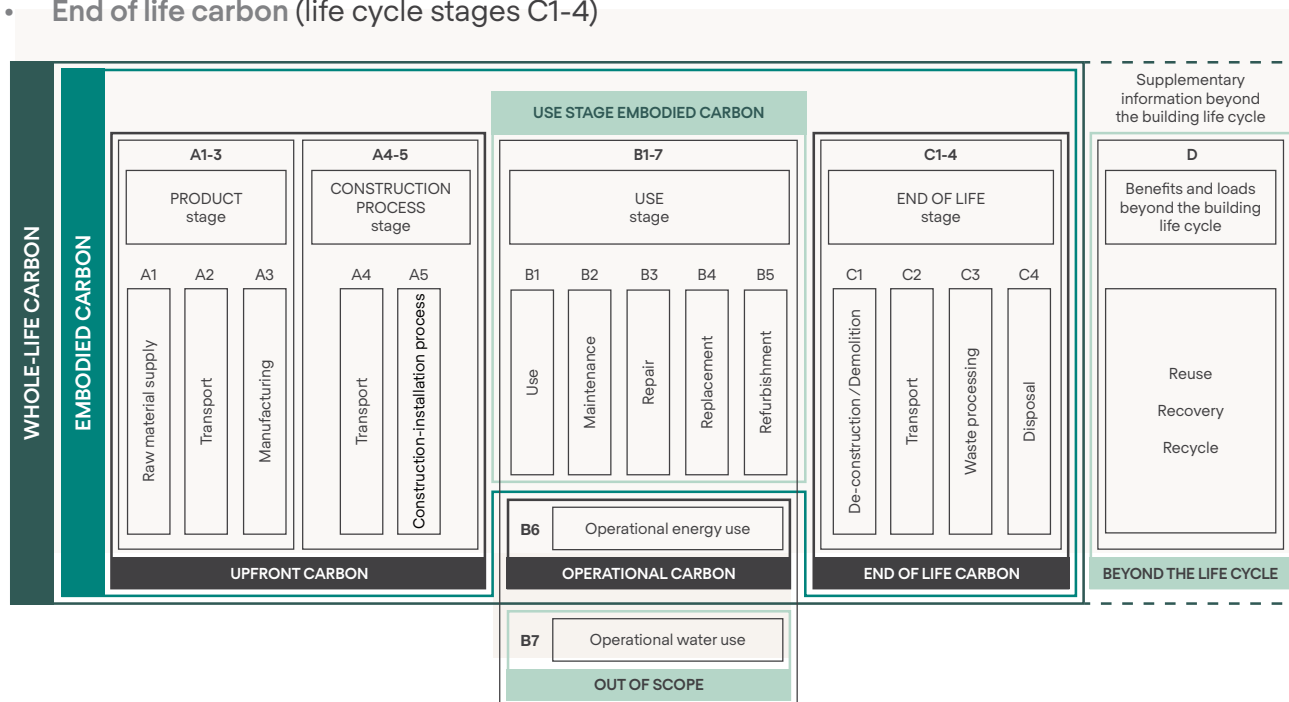 • End of life carbon (life cycle stages C1-4)
WHOLE-LIFE CARBON
EMBODIED CARBON
USE STAGE EMBODIED CARBON
Supplementary
information beyond
the building life cycle
A1-3
PRODUCT
stage
A4-5
CONSTRUCTION
PROCESS
stage
B1-7
USE
stage
C1-4
END OF LIFE
stage
D
Benefits and loads
beyond the building
life cycle
A1
A2
A3
A4
A5
B1
B2
B3
B4
B5
C1
C2
C3
C4
Raw material supply
Transport
Manufacturing
Transport
Construction-installation process
Use
Maintenance
Repair
Replacement
Refurbishment
De-construction / Demolition
Transport
Waste processing
Disposal
Reuse
Recovery
Recycle
B6
Operational energy use
UPFRONT CARBON
OPERATIONAL CARBON
END OF LIFE CARBON
BEYOND THE LIFE CYCLE
B7
Operational water use
OUT OF SCOPE